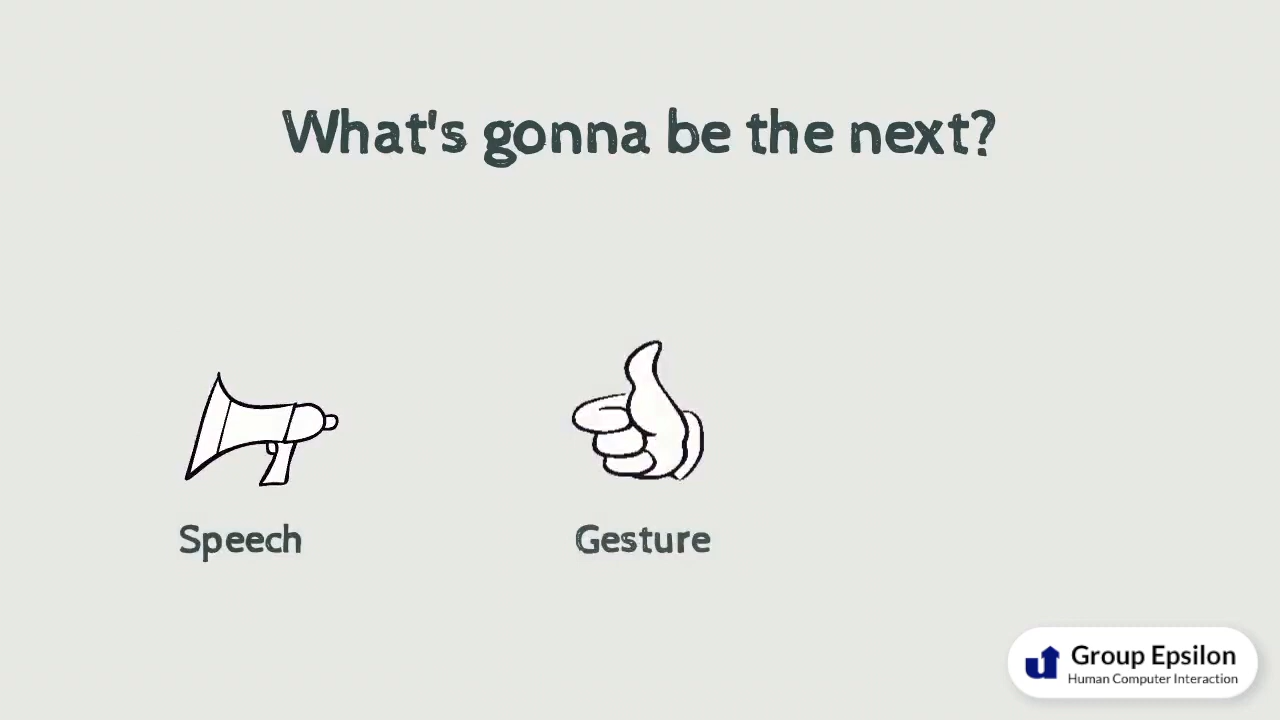 What's gonna be the next?
Speech
Gesture
Group Epsilon
Human Computer Interaction